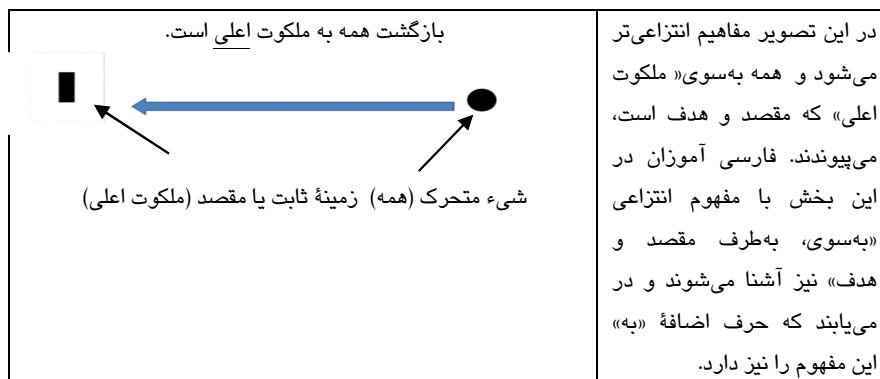 در این تصویر مفاهیم انتزاعی‌تر
می‌شود و همه به‌سوی« ملکوت
اعلی» که مقصد و هدف است،
می‌پیوندند. فارسی آموزان در
این بخش با مفهوم انتزاعی
«به‌سوی، به‌طرف مقصد و
هدف» نیز آشنا می‌شوند و در
می‌یابند که حرف اضافهٔ «به»
این مفهوم را نیز دارد.
بازگشت همه به ملکوت اعلی است.
شیء متحرک (همه) زمینهٔ ثابت یا مقصد (ملکوت اعلی)